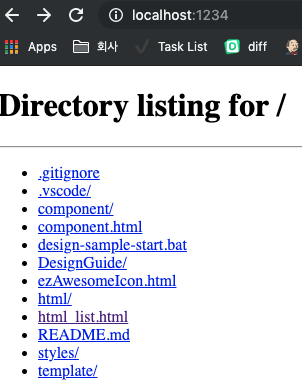 localhost:1234
Apps 회사 Task List diff
Directory listing for /
.gitignore
.vscode/
component/
component.html
design-sample-start.bat
DesignGuide/
ezAwesomeIcon.html
html/
html_list.html
README.md
styles/
template/